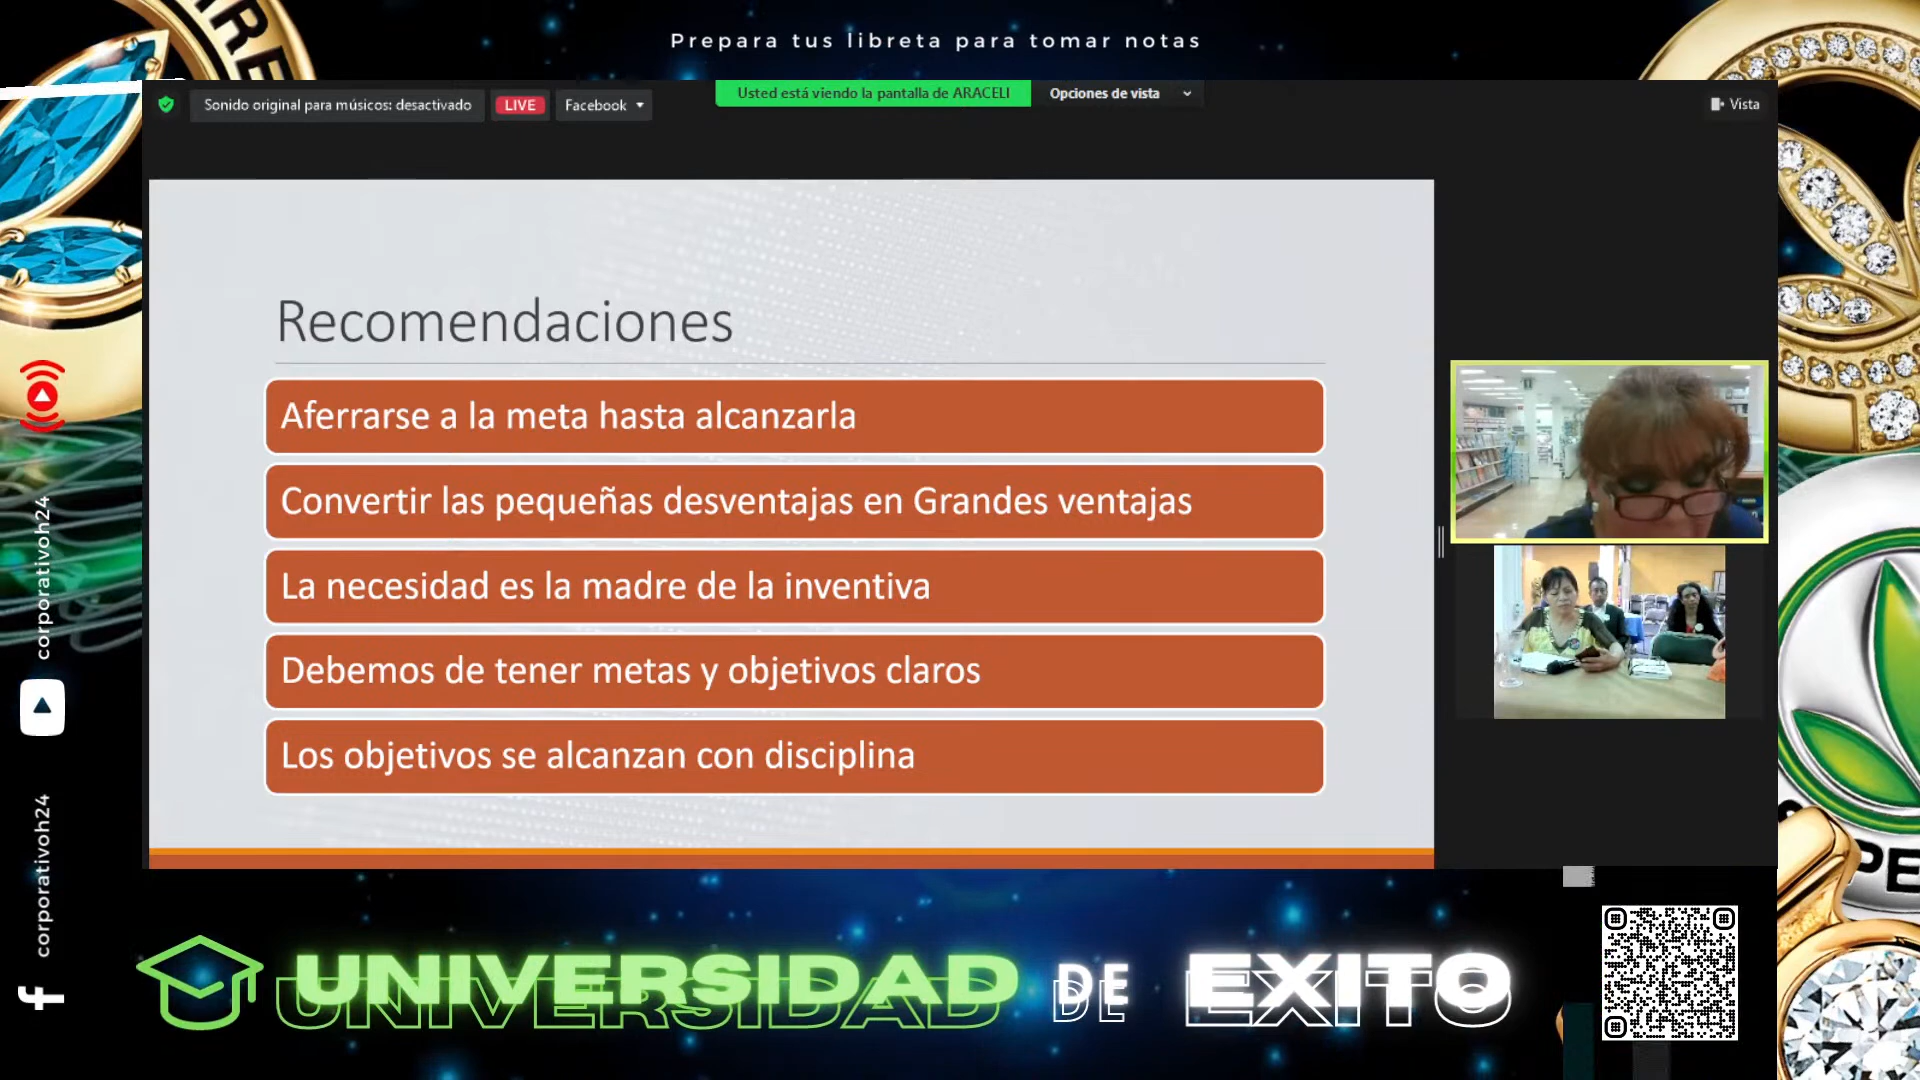 Prepara tus libreta para tomar notas
Sonido original para músicos: desactivado
LIVE
Facebook
Usted está viendo la pantalla de ARACELI
Opciones de vista
Vista
Recomendaciones
Aferrarse a la meta hasta alcanzarla
Convertir las pequeñas desventajas en Grandes ventajas
La necesidad es la madre de la inventiva
Debemos de tener metas y objetivos claros
Los objetivos se alcanzan con disciplina
corporativoh24
corporativoh24
UNIVERSIDAD DE EXITO